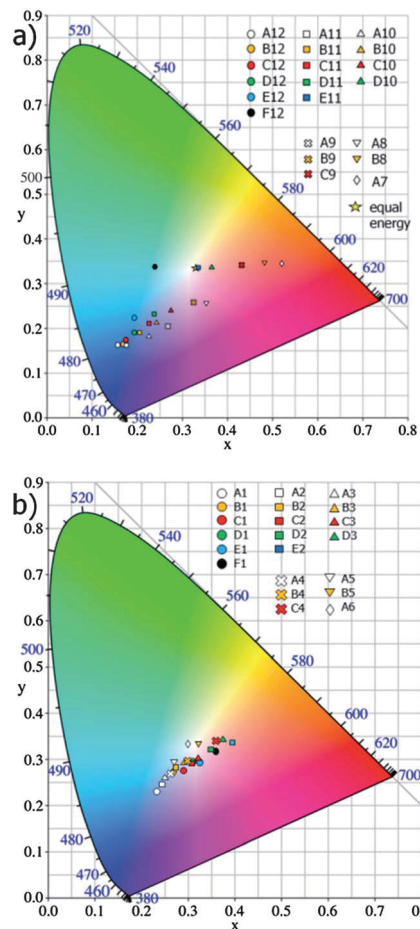 a)
0.9
0.8
0.7
0.6
500
0.5
y
0.4
0.3
0.2
0.1
0.0
0.0 0.1 0.2 0.3 0.4 0.5 0.6 0.7 0.8
x
520
540
560
580
600
620
700
490
480
470
460
380
A12 A11 A10
B12 B11 B10
C12 C11 C10
D12 D11 D10
E12 E11
F12
A9 A8
B9 B8
C9 A7
equal
energy
b)
0.9
0.8
0.7
0.6
500
0.5
y
0.4
0.3
0.2
0.1
0.0
0.0 0.1 0.2 0.3 0.4 0.5 0.6 0.7 0.8
x
520
540
560
580
600
620
700
490
480
470
460
380
A1 A2 A3
B1 B2 B3
C1 C2 C3
D1 D2 D3
E1 E2
F1
A4 A5
B4 B5
C4 A6